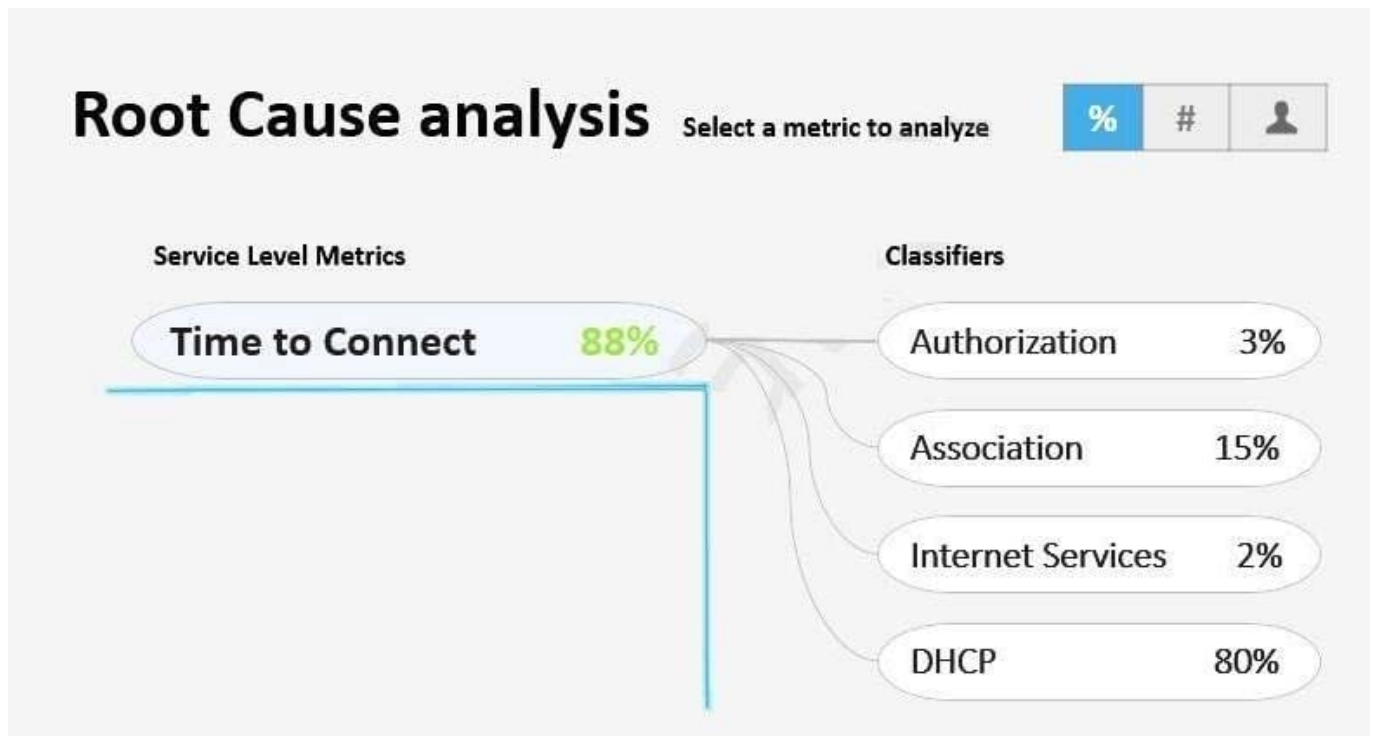 Root Cause analysis Select a metric to analyze % #
Service Level Metrics Classifiers
Time to Connect 88% Authorization 3%
Association 15%
Internet Services 2%
DHCP 80%